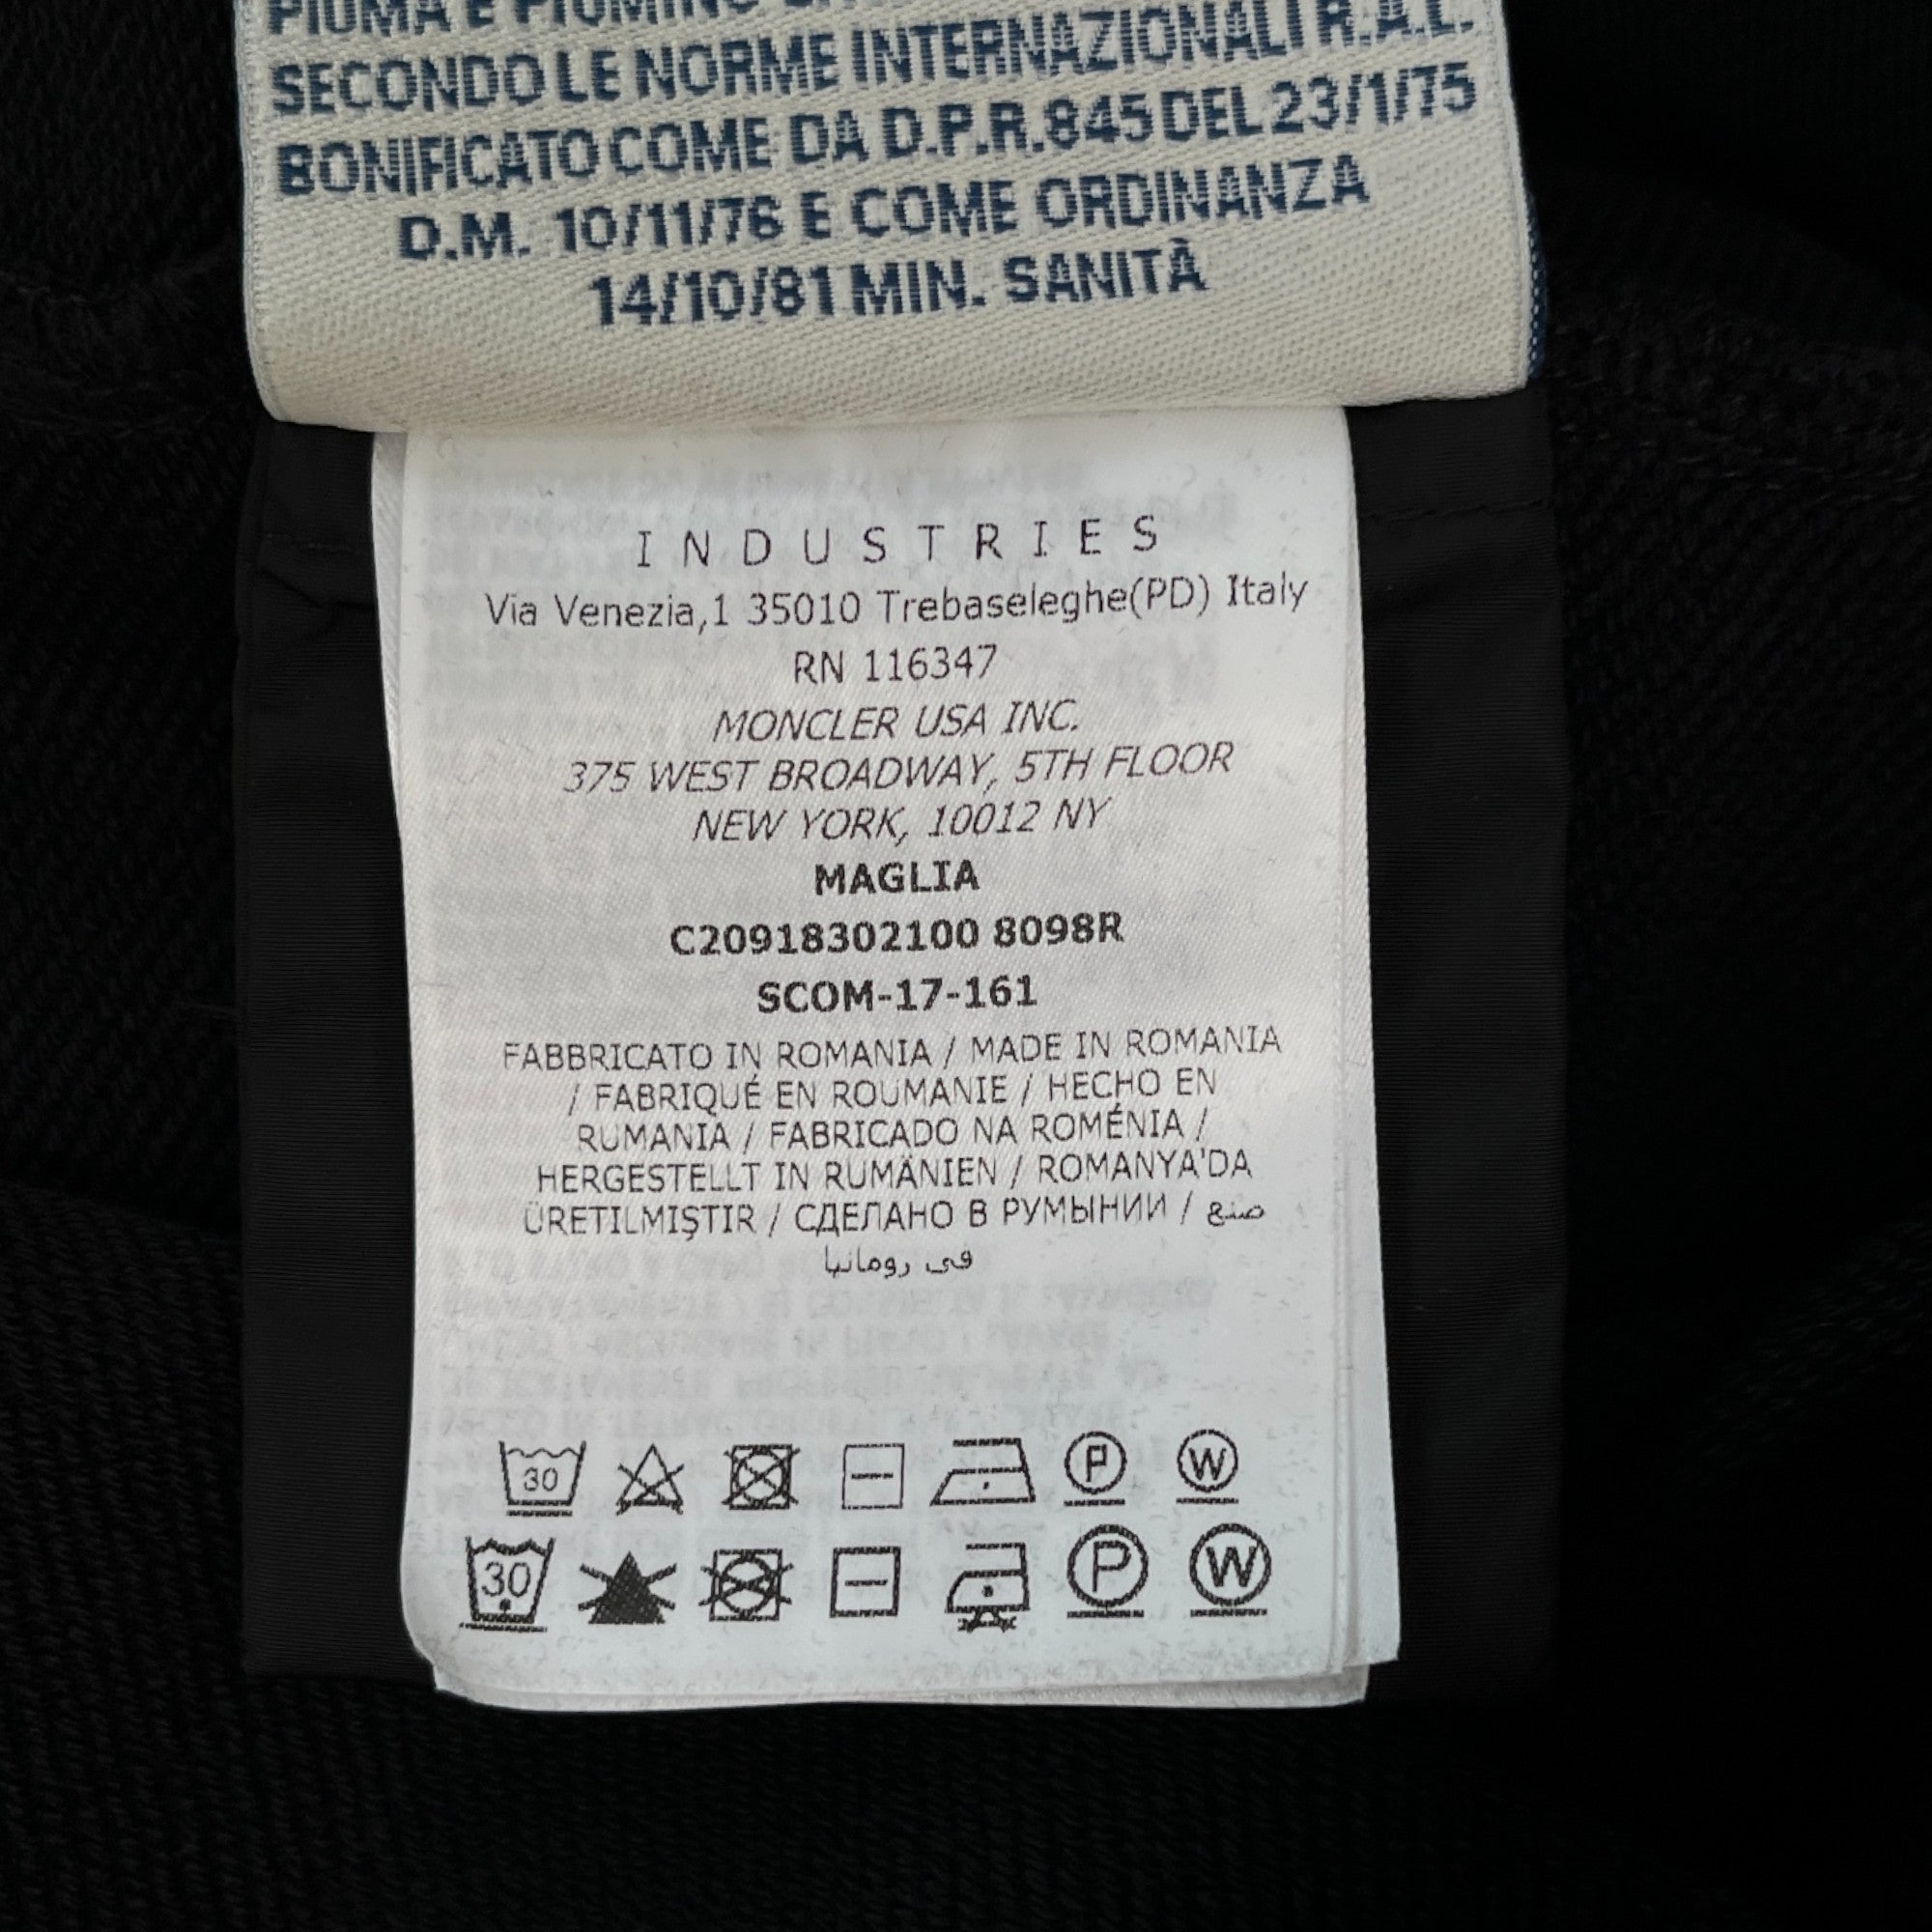 PIUMA E PIUMINO
SECONDO LE NORME INTERNAZIONALI R.A.L.
BONIFICATO COME DA D.P.R.845 DEL 23/1/75
D.M. 10/11/76 E COME ORDINANZA
14/10/81 MIN. SANITÀ
INDUSTRIES
Via Venezia,1 35010 Trebaseleghe(PD) Italy
RN 116347
MONCLER USA INC.
375 WEST BROADWAY, 5TH FLOOR
NEW YORK, 10012 NY
MAGLIA
C20918302100 8098R
SCOM-17-161
FABBRICATO IN ROMANIA / MADE IN ROMANIA
/ FABRIQUÉ EN ROUMANIE / HECHO EN
RUMANIA / FABRICADO NA ROMÉNIA /
HERGESTELLT IN RUMÄNIEN / ROMANYA'DA
ÜRETILMIŞTIR / СДЕЛАНО В РУМЫНИИ / صنع
في رومانيا
30 P W
30 P W